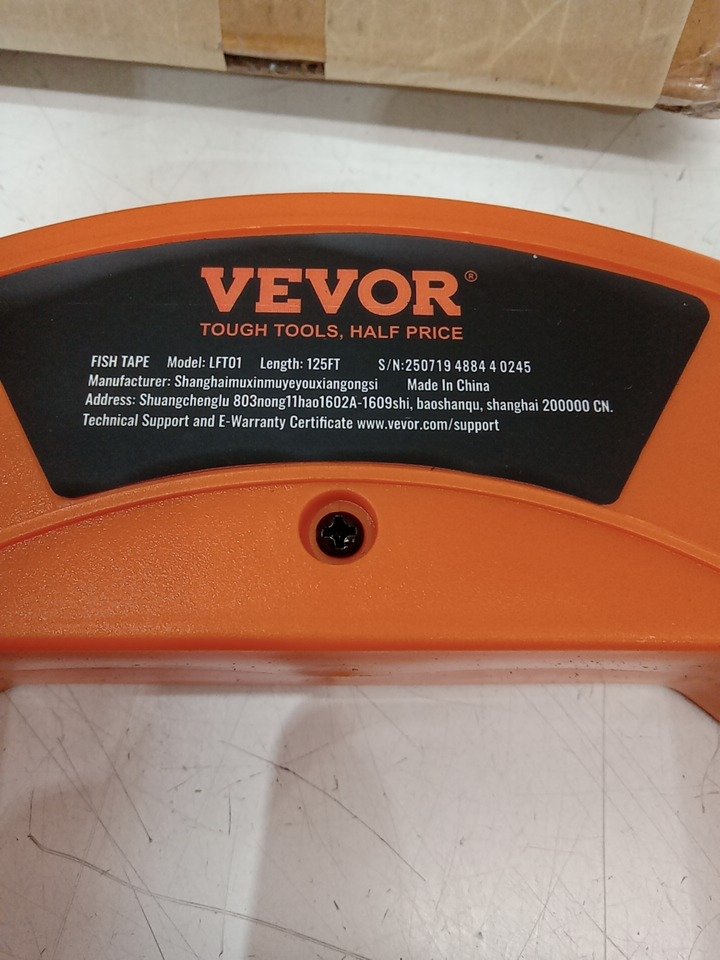 VEVOR®
TOUGH TOOLS, HALF PRICE
FISH TAPE Model: LFT01 Length: 125FT S/N:250719 4884 4 0245
Manufacturer: Shanghaimuxinmuyeyouxiangongsi Made In China
Address: Shuangchenglu 803nong11hao1602A-1609shi, baoshanqu, shanghai 200000 CN.
Technical Support and E-Warranty Certificate www.vevor.com/support